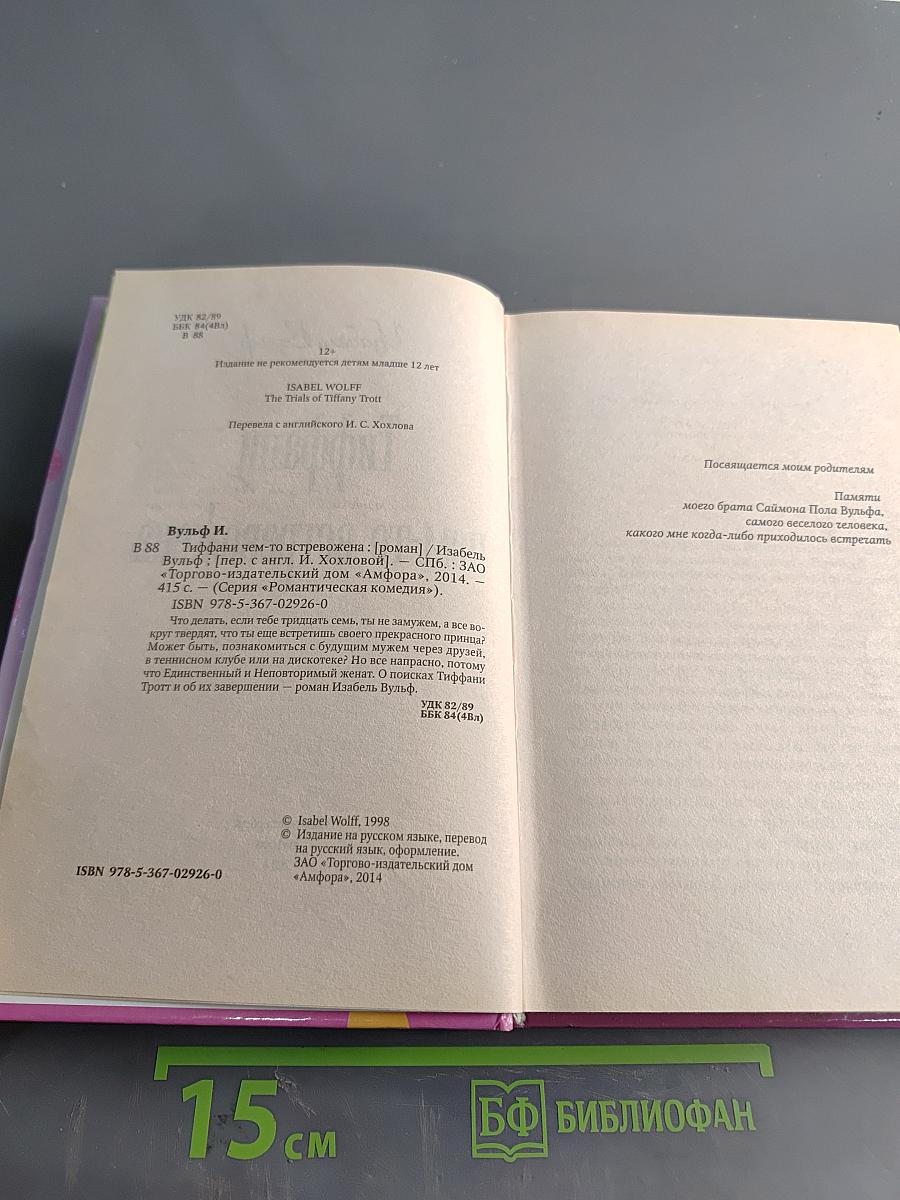 УДК 82/89
ББК 84(4Вл)
В 88
12+
Издание не рекомендуется детям младше 12 лет
ISABEL WOLFF
The Trials of Tiffany Trott
Перевела с английского И. С. Хохлова
Вульф И.
В 88 Тиффани чем-то встревожена : [роман] / Изабель
Вульф ; [пер. с англ. И. Хохловой]. — СПб. : ЗАО
«Торгово-издательский дом «Амфора», 2014. —
415 с. — (Серия «Романтическая комедия»).
ISBN 978-5-367-02926-0
Что делать, если тебе тридцать семь, ты не замужем, а все во-
круг твердят, что ты еще встретишь своего прекрасного принца?
Может быть, познакомиться с будущим мужем через друзей,
в теннисном клубе или на дискотеке? Но все напрасно, потому
что Единственный и Неповторимый женат. О поисках Тиффани
Тротт и об их завершении — роман Изабель Вульф.
УДК 82/89
ББК 84(4Вл)
© Isabel Wolff, 1998
© Издание на русском языке, перевод
на русский язык, оформление.
ЗАО «Торгово-издательский дом
«Амфора», 2014
ISBN 978-5-367-02926-0
Посвящается моим родителям
Памяти
моего брата Саймона Пола Вульфа,
самого веселого человека,
какого мне когда-либо приходилось встречать
15 см
БФ БИБЛИОФАН